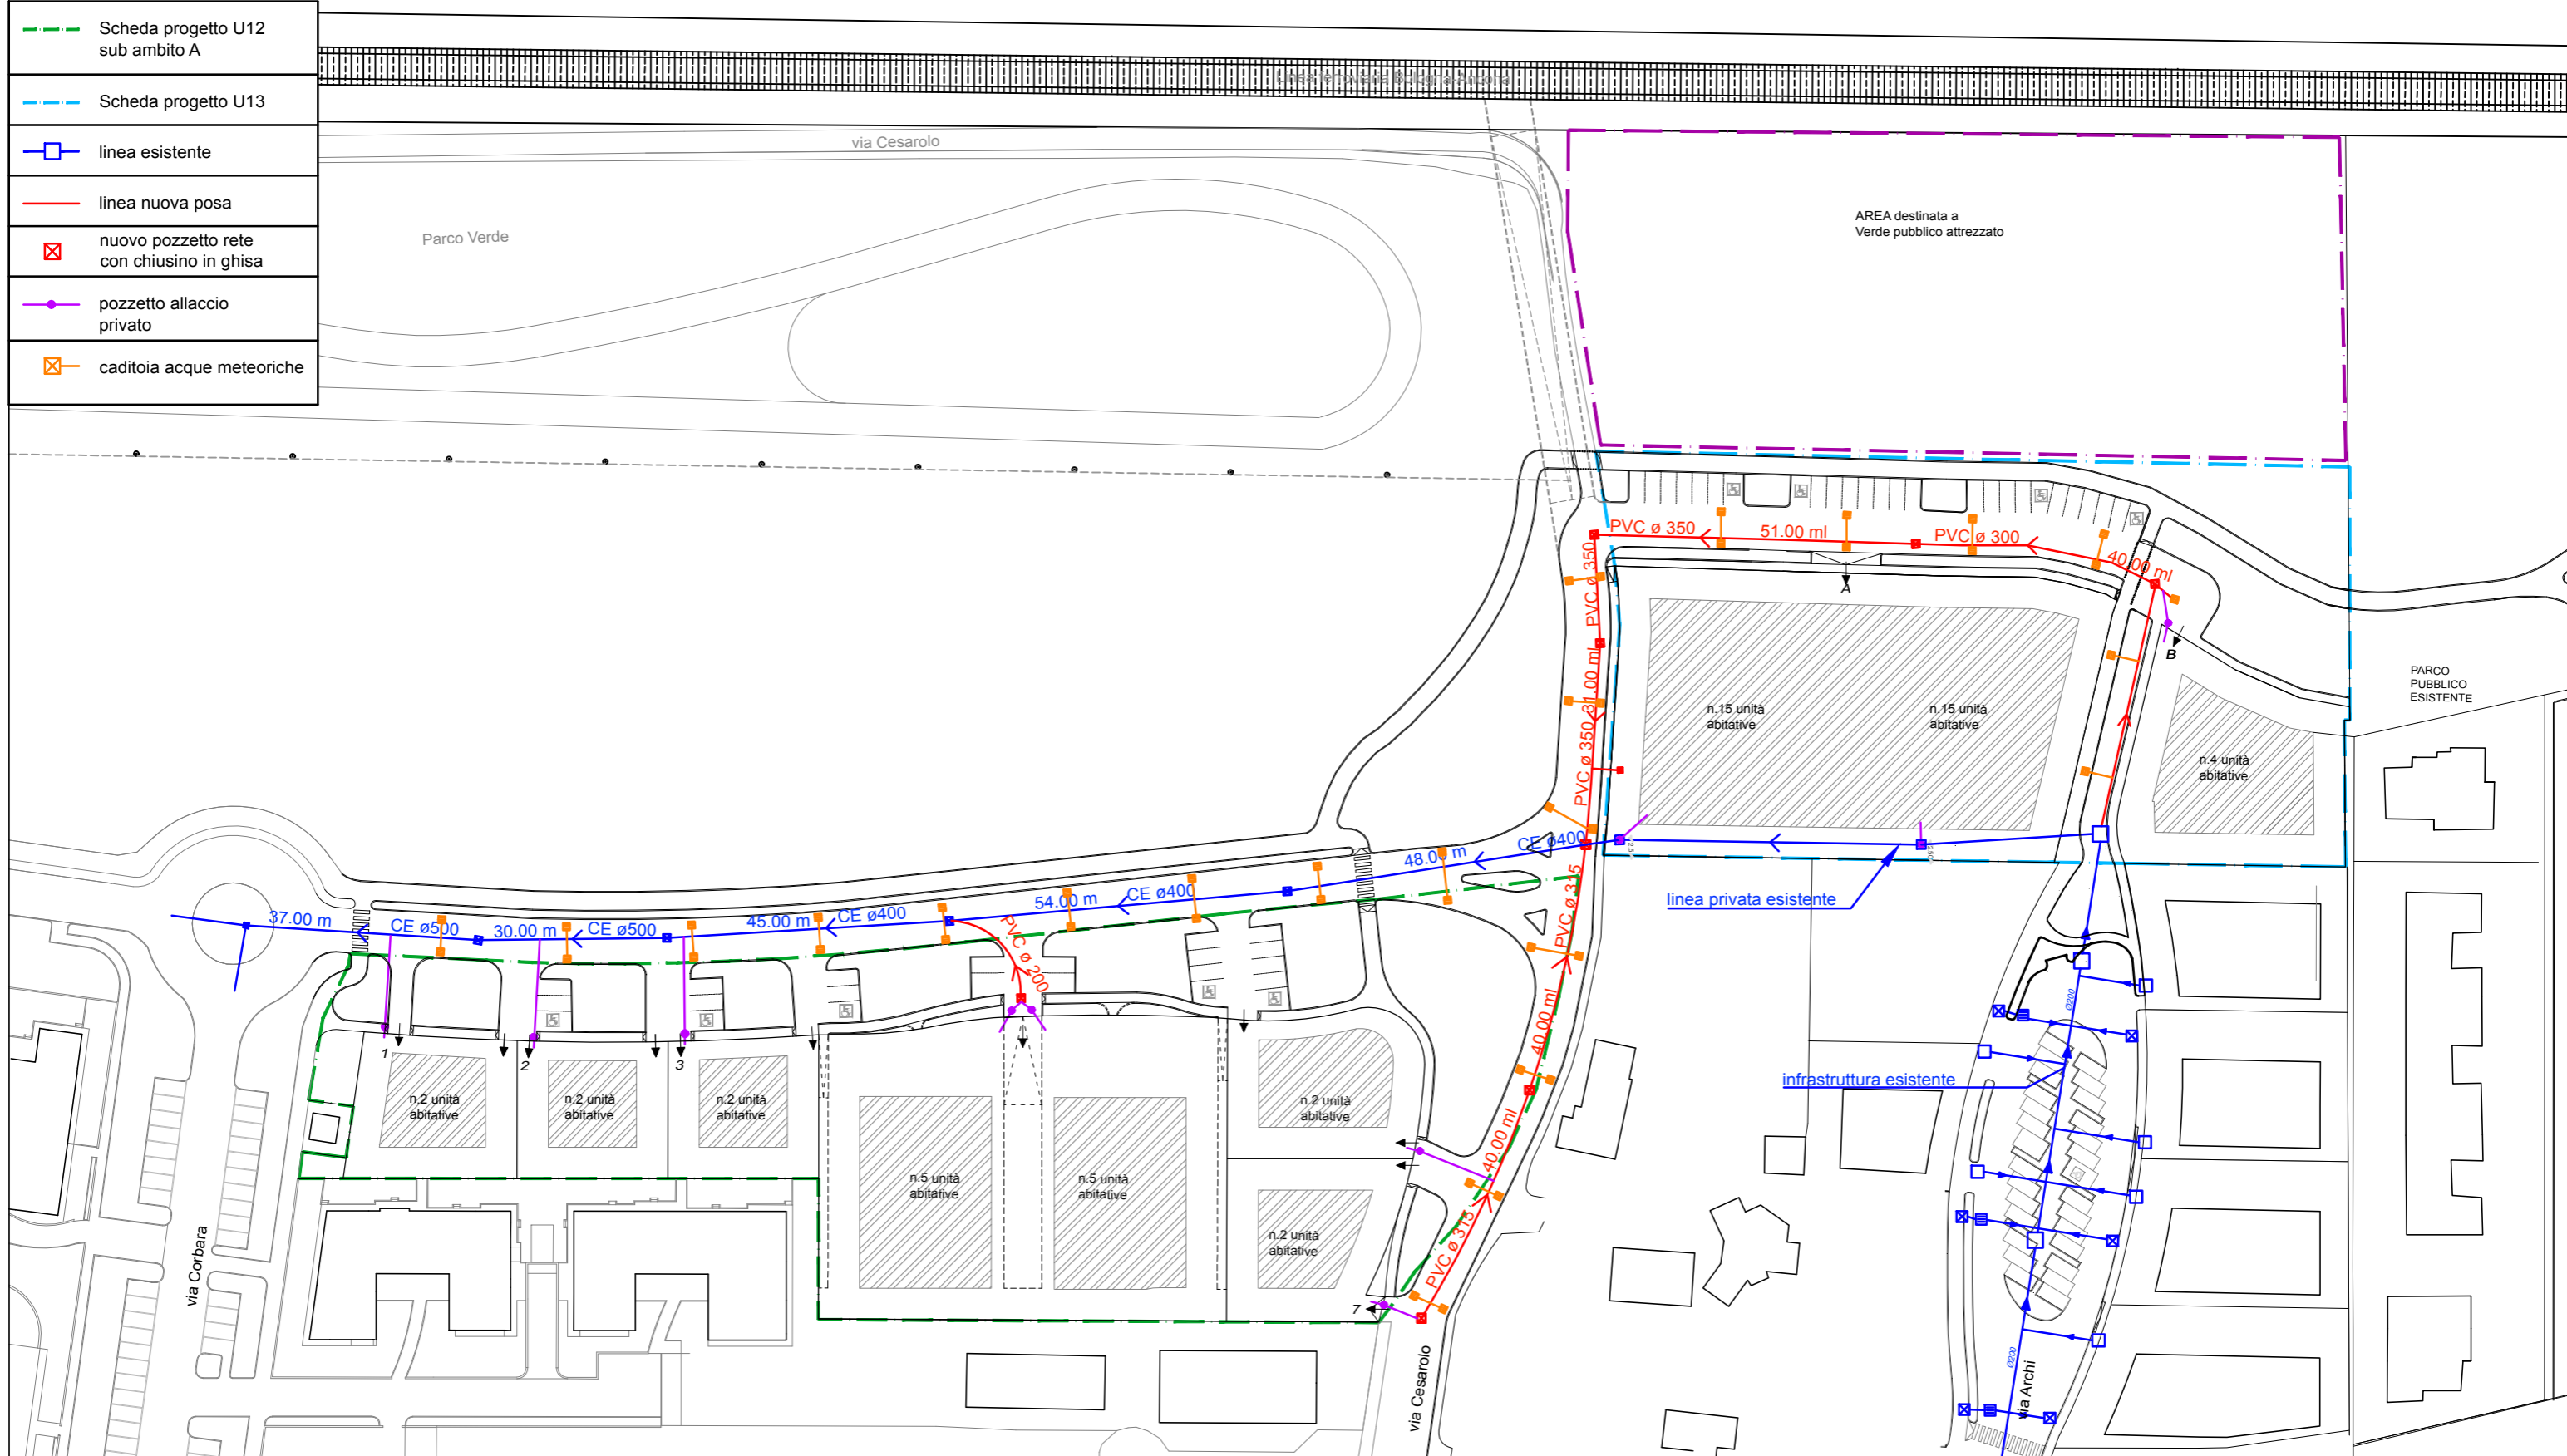 Scheda progetto U12
sub ambito A
Scheda progetto U13
linea esistente
linea nuova posa
nuovo pozzetto rete
con chiusino in ghisa
pozzetto allaccio
privato
caditoia acque meteoriche
Linea ferroviaria Bologna-Ancona
via Cesarolo
Parco Verde
AREA destinata a
Verde pubblico attrezzato
PVC ø 350
51.00 ml
PVC ø 300
40.00 ml
PVC ø 350
A
B
31.00 ml
PVC ø 350
n.15 unità
abitative
n.15 unità
abitative
n.4 unità
abitative
PARCO
PUBBLICO
ESISTENTE
37.00 m
CE ø500
30.00 m
CE ø500
45.00 m
CE ø400
54.00 m
CE ø400
48.00 m
CE ø400
PVC ø 200
PVC ø 315
40.00 ml
40.00 ml
PVC ø 315
linea privata esistente
infrastruttura esistente
Ø200
Ø200
1
2
3
7
n.2 unità
abitative
n.2 unità
abitative
n.2 unità
abitative
n.5 unità
abitative
n.5 unità
abitative
n.2 unità
abitative
n.2 unità
abitative
via Corbara
via Cesarolo
via Archi